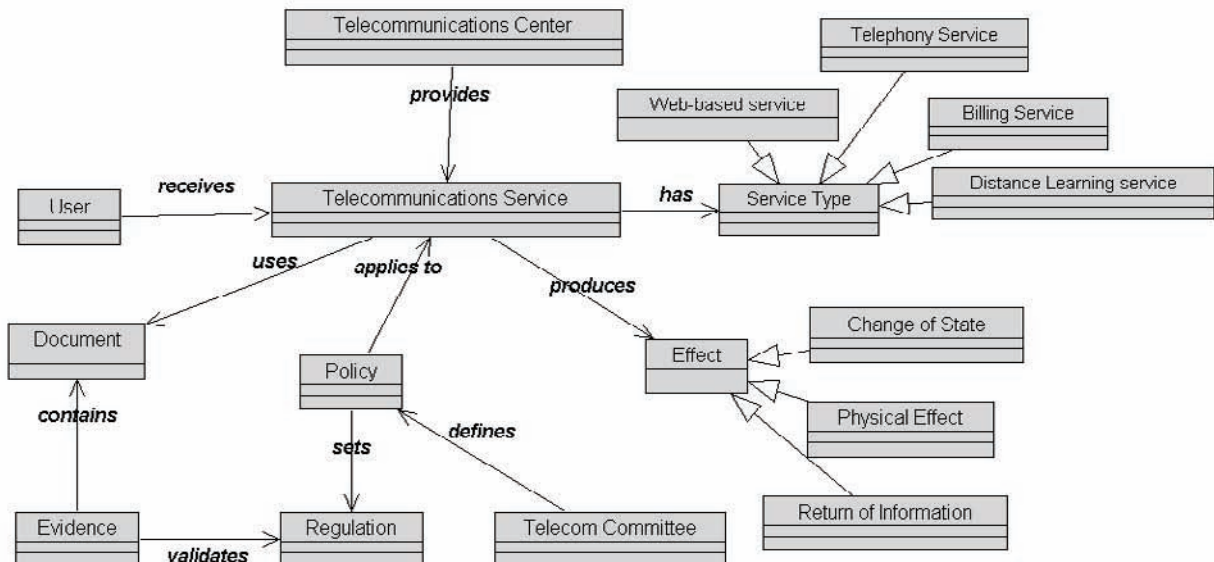 Telecommunications Center
Telephony Service
provides
Web-based service
Billing Service
receives
User
Telecommunications Service
has
Service Type
Distance Learning service
uses
applies to
produces
Document
Policy
Effect
Change of State
contains
sets
defines
Physical Effect
Evidence
validates
Regulation
Telecom Committee
Return of Information